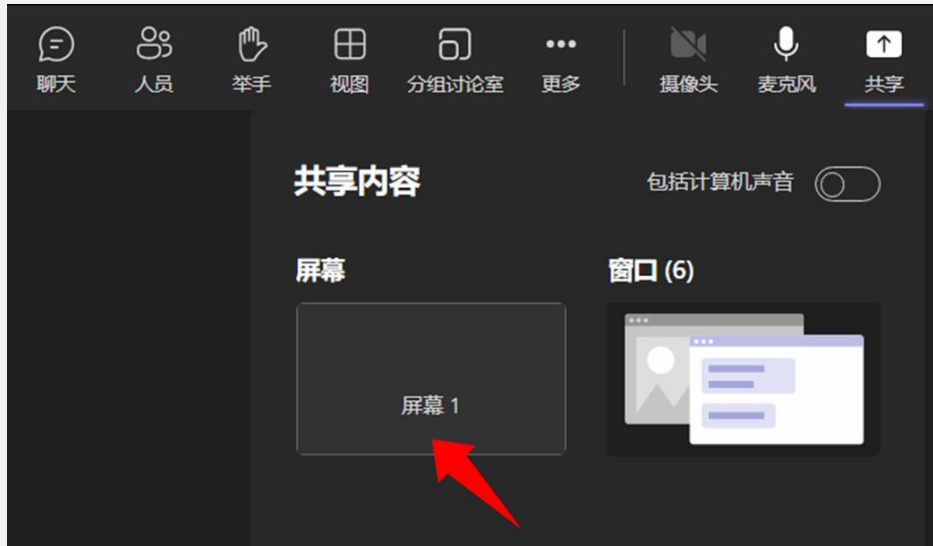 聊天
人员
举手
视图
分组讨论室
更多
摄像头
麦克风
共享
共享内容
包括计算机声音
屏幕
窗口 (6)
屏幕 1